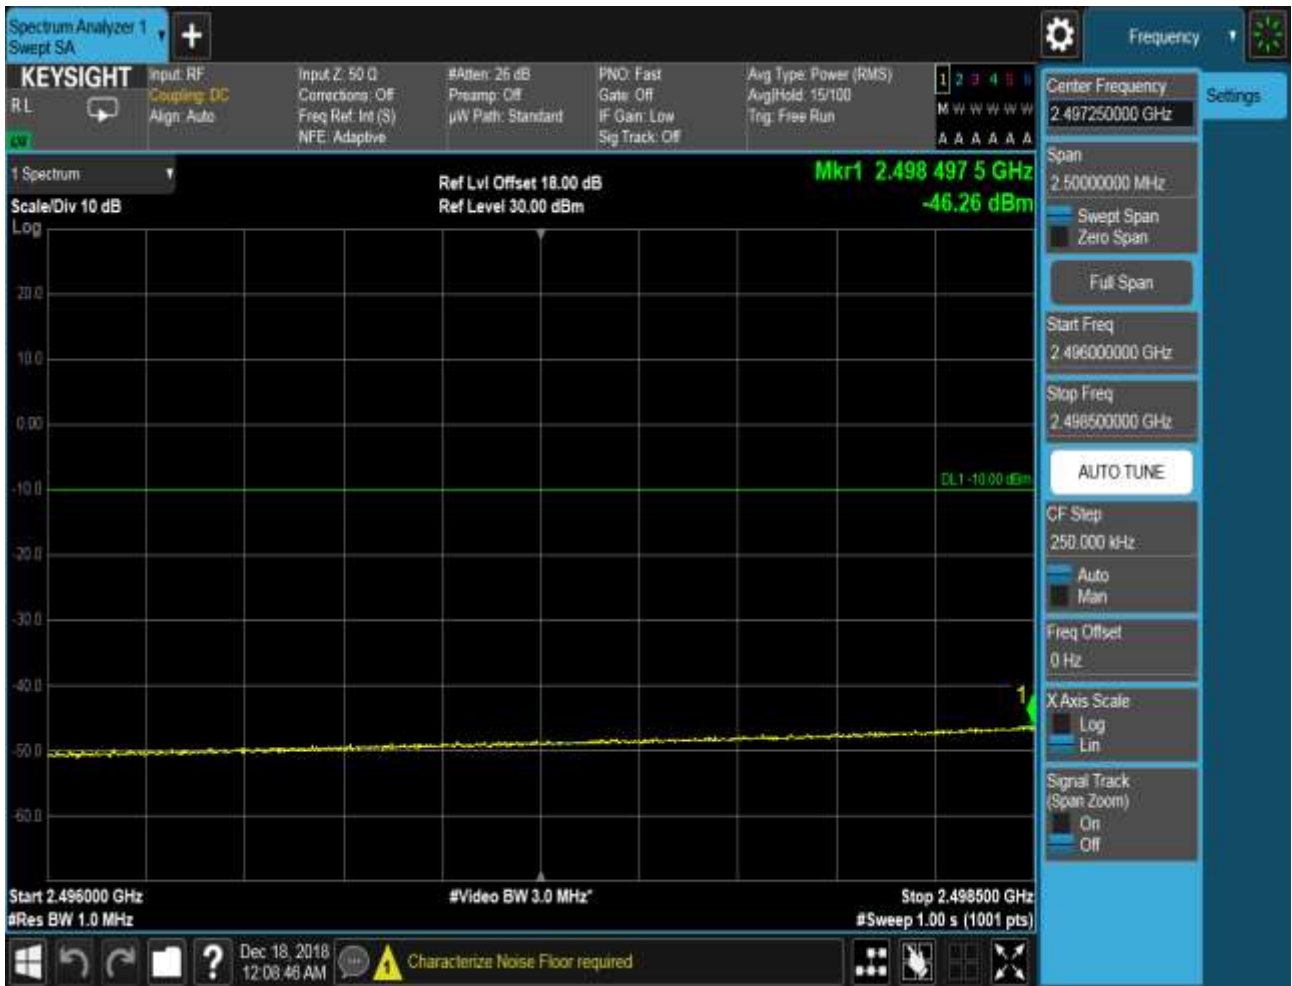 Spectrum Analyzer 1
Swept SA
Frequency
KEYSIGHT
R L
Input: RF
Coupling: DC
Align: Auto
Input Z: 50 Ω
Corrections: Off
Freq Ref: Int (S)
NFE: Adaptive
#Atten: 26 dB
Preamp: Off
µW Path: Standard
PNO: Fast
Gate: Off
IF Gain: Low
Sig Track: Off
Avg Type: Power (RMS)
Avg|Hold: 15/100
Trig: Free Run
1 2 3 4 5 6
M W W W W W
A A A A A A
Center Frequency
2.497250000 GHz
Settings
Span
2.50000000 MHz
Swept Span
Zero Span
Full Span
Start Freq
2.496000000 GHz
Stop Freq
2.498500000 GHz
AUTO TUNE
CF Step
250.000 kHz
Auto
Man
Freq Offset
0 Hz
X Axis Scale
Log
Lin
Signal Track
(Span Zoom)
On
Off
1 Spectrum
Scale/Div 10 dB
Log
Ref Lvl Offset 18.00 dB
Ref Level 30.00 dBm
Mkr1 2.498 497 5 GHz
-46.26 dBm
20.0
10.0
0.00
-10.0
DL1 -10.00 dBm
-20.0
-30.0
-40.0
1
-50.0
-60.0
Start 2.496000 GHz
#Video BW 3.0 MHz*
Stop 2.498500 GHz
#Res BW 1.0 MHz
#Sweep 1.00 s (1001 pts)
?
Dec 18, 2018
12:08:46 AM
1
Characterize Noise Floor required